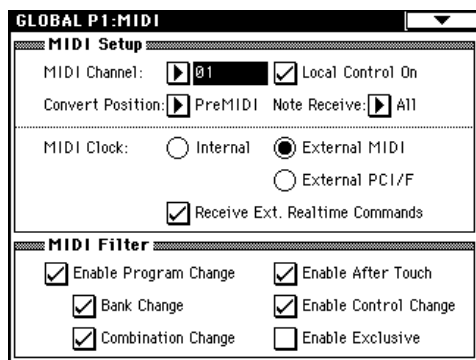 GLOBAL P1:MIDI
MIDI Setup
MIDI Channel: 01 Local Control On
Convert Position: PreMIDI Note Receive: All
MIDI Clock: Internal External MIDI
External PCI/F
Receive Ext. Realtime Commands
MIDI Filter
Enable Program Change Enable After Touch
Bank Change Enable Control Change
Combination Change Enable Exclusive